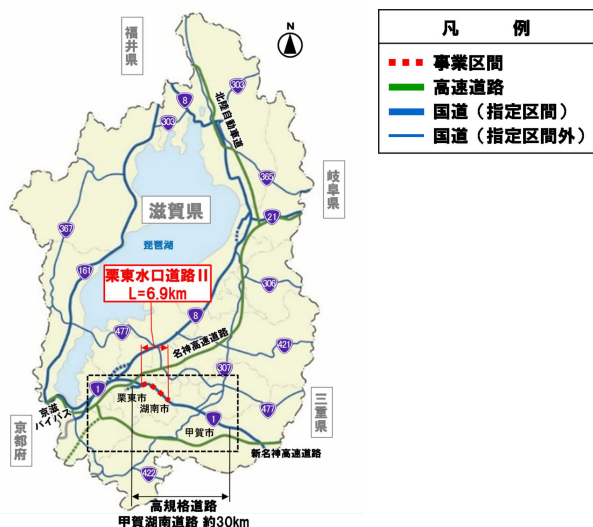 福井県
N
凡　例
事業区間
高速道路
国道（指定区間）
国道（指定区間外）
303
8
303
北陸自動車道
365
岐阜県
滋賀県
21
367
琵琶湖
161
栗東水口道路II
L=6.9km
306
8
477
名神高速道路
421
307
1
栗東市
湖南市
京滋
バイパス
三重県
477
1
甲賀市
京都府
新名神高速道路
422
高規格道路
甲賀湖南道路 約30km